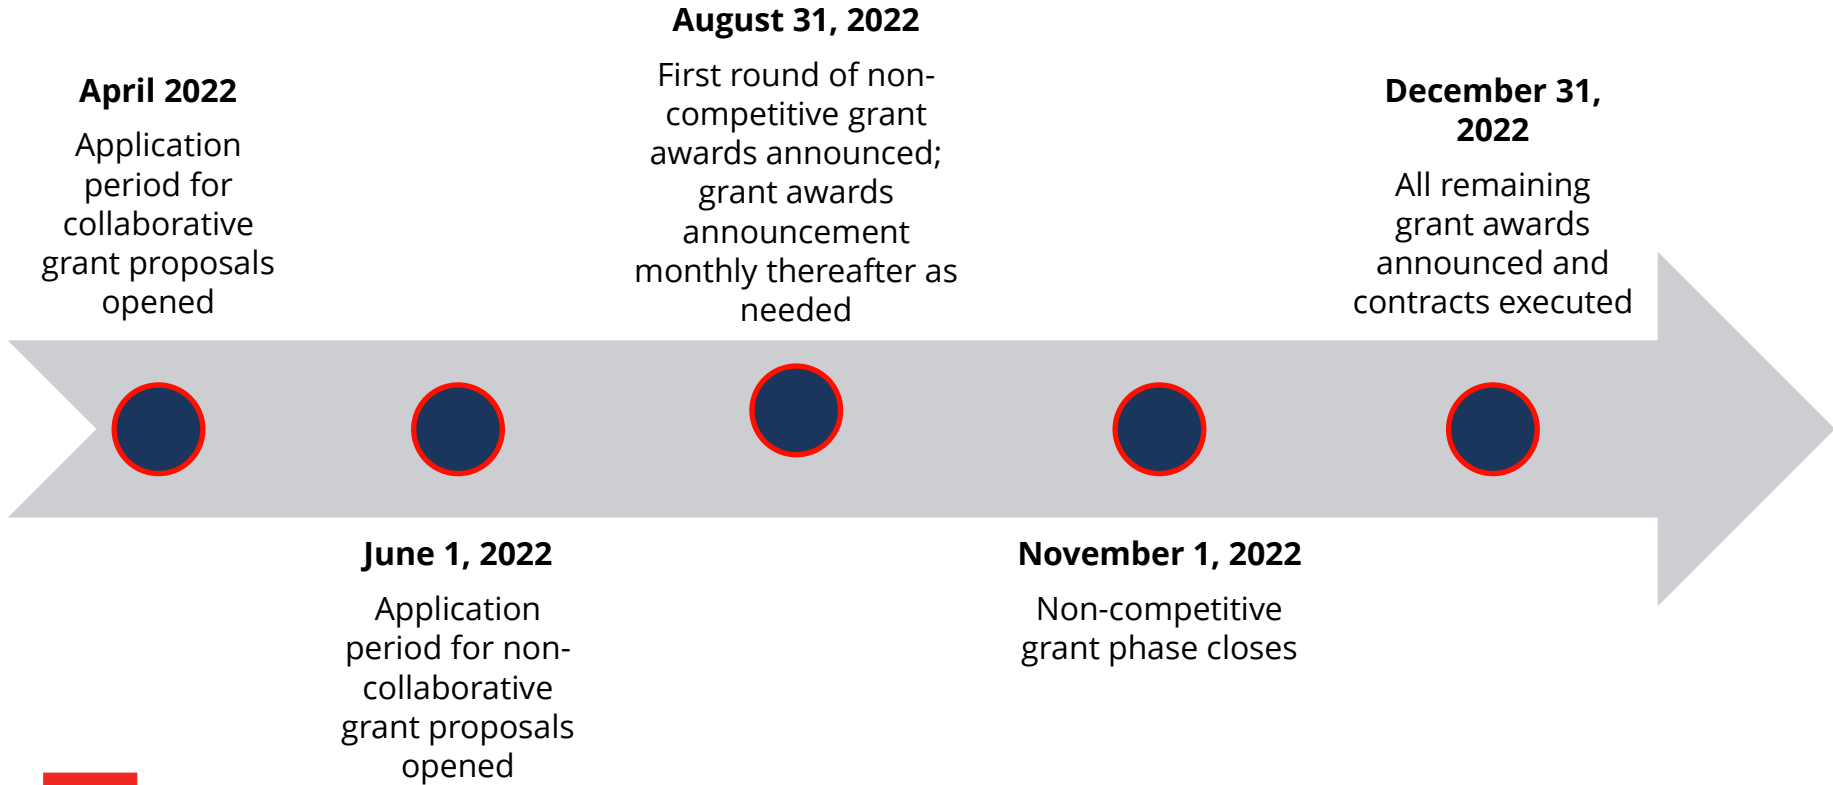 April 2022
Application
period for
collaborative
grant proposals
opened
June 1, 2022
Application
period for non-
collaborative
grant proposals
opened
August 31, 2022
First round of non-
competitive grant
awards announced;
grant awards
announcement
monthly thereafter as
needed
November 1, 2022
Non-competitive
grant phase closes
December 31,
2022
All remaining
grant awards
announced and
contracts executed